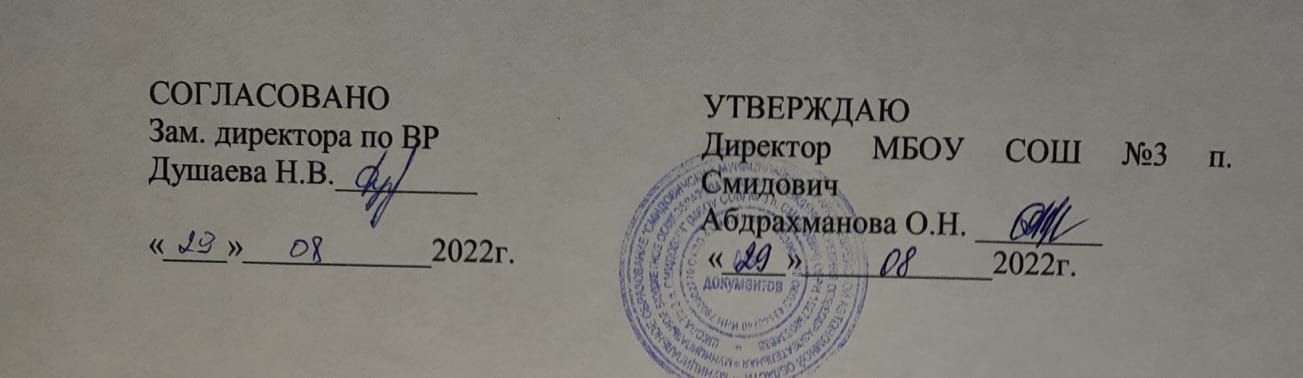 СОГЛАСОВАНО
Зам. директора по ВР
Душаева Н.В.
«29» 08 2022г.
УТВЕРЖДАЮ
Директор МБОУ СОШ №3 п.
Смидович
Абдрахманова О.Н.
«29» 08 2022г.
ДОКУМЕНТОВ